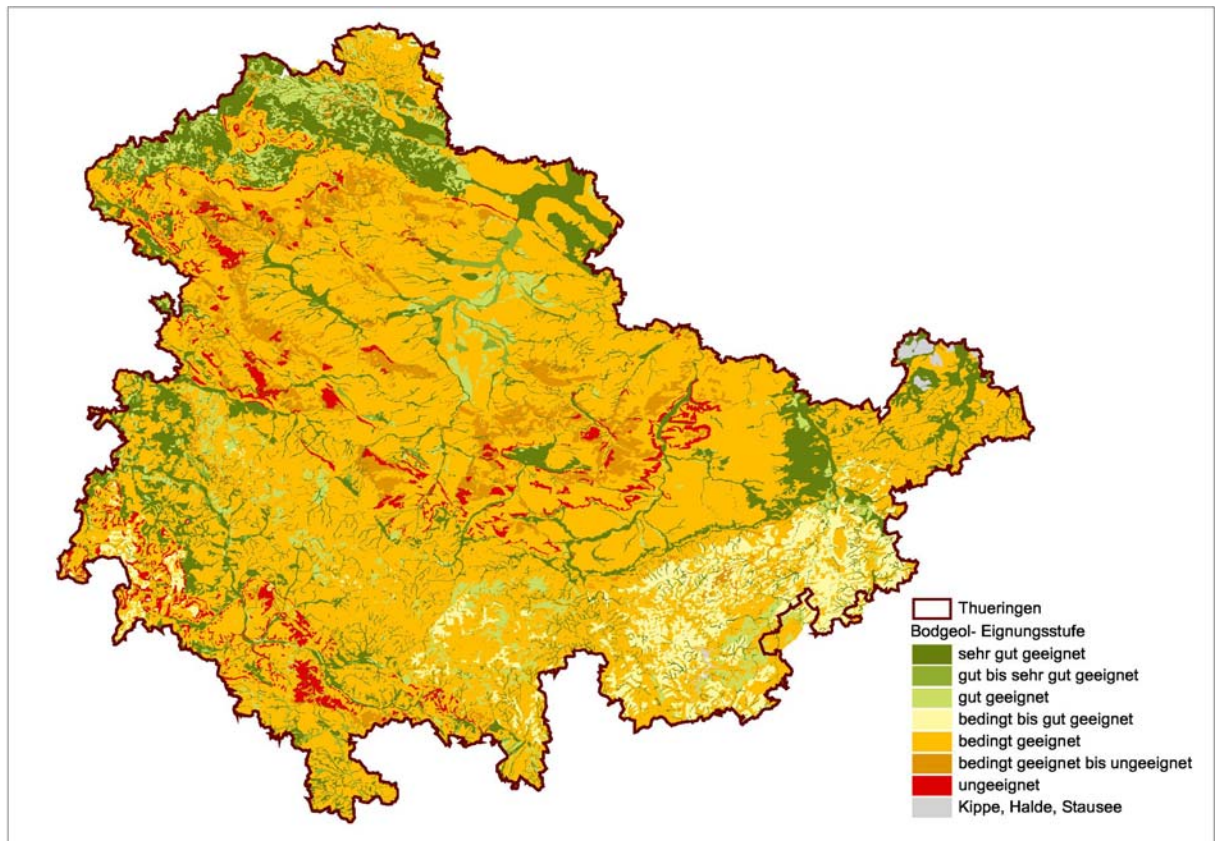 Thueringen
Bodgeol- Eignungsstufe
sehr gut geeignet
gut bis sehr gut geeignet
gut geeignet
bedingt bis gut geeignet
bedingt geeignet
bedingt geeignet bis ungeeignet
ungeeignet
Kippe, Halde, Stausee